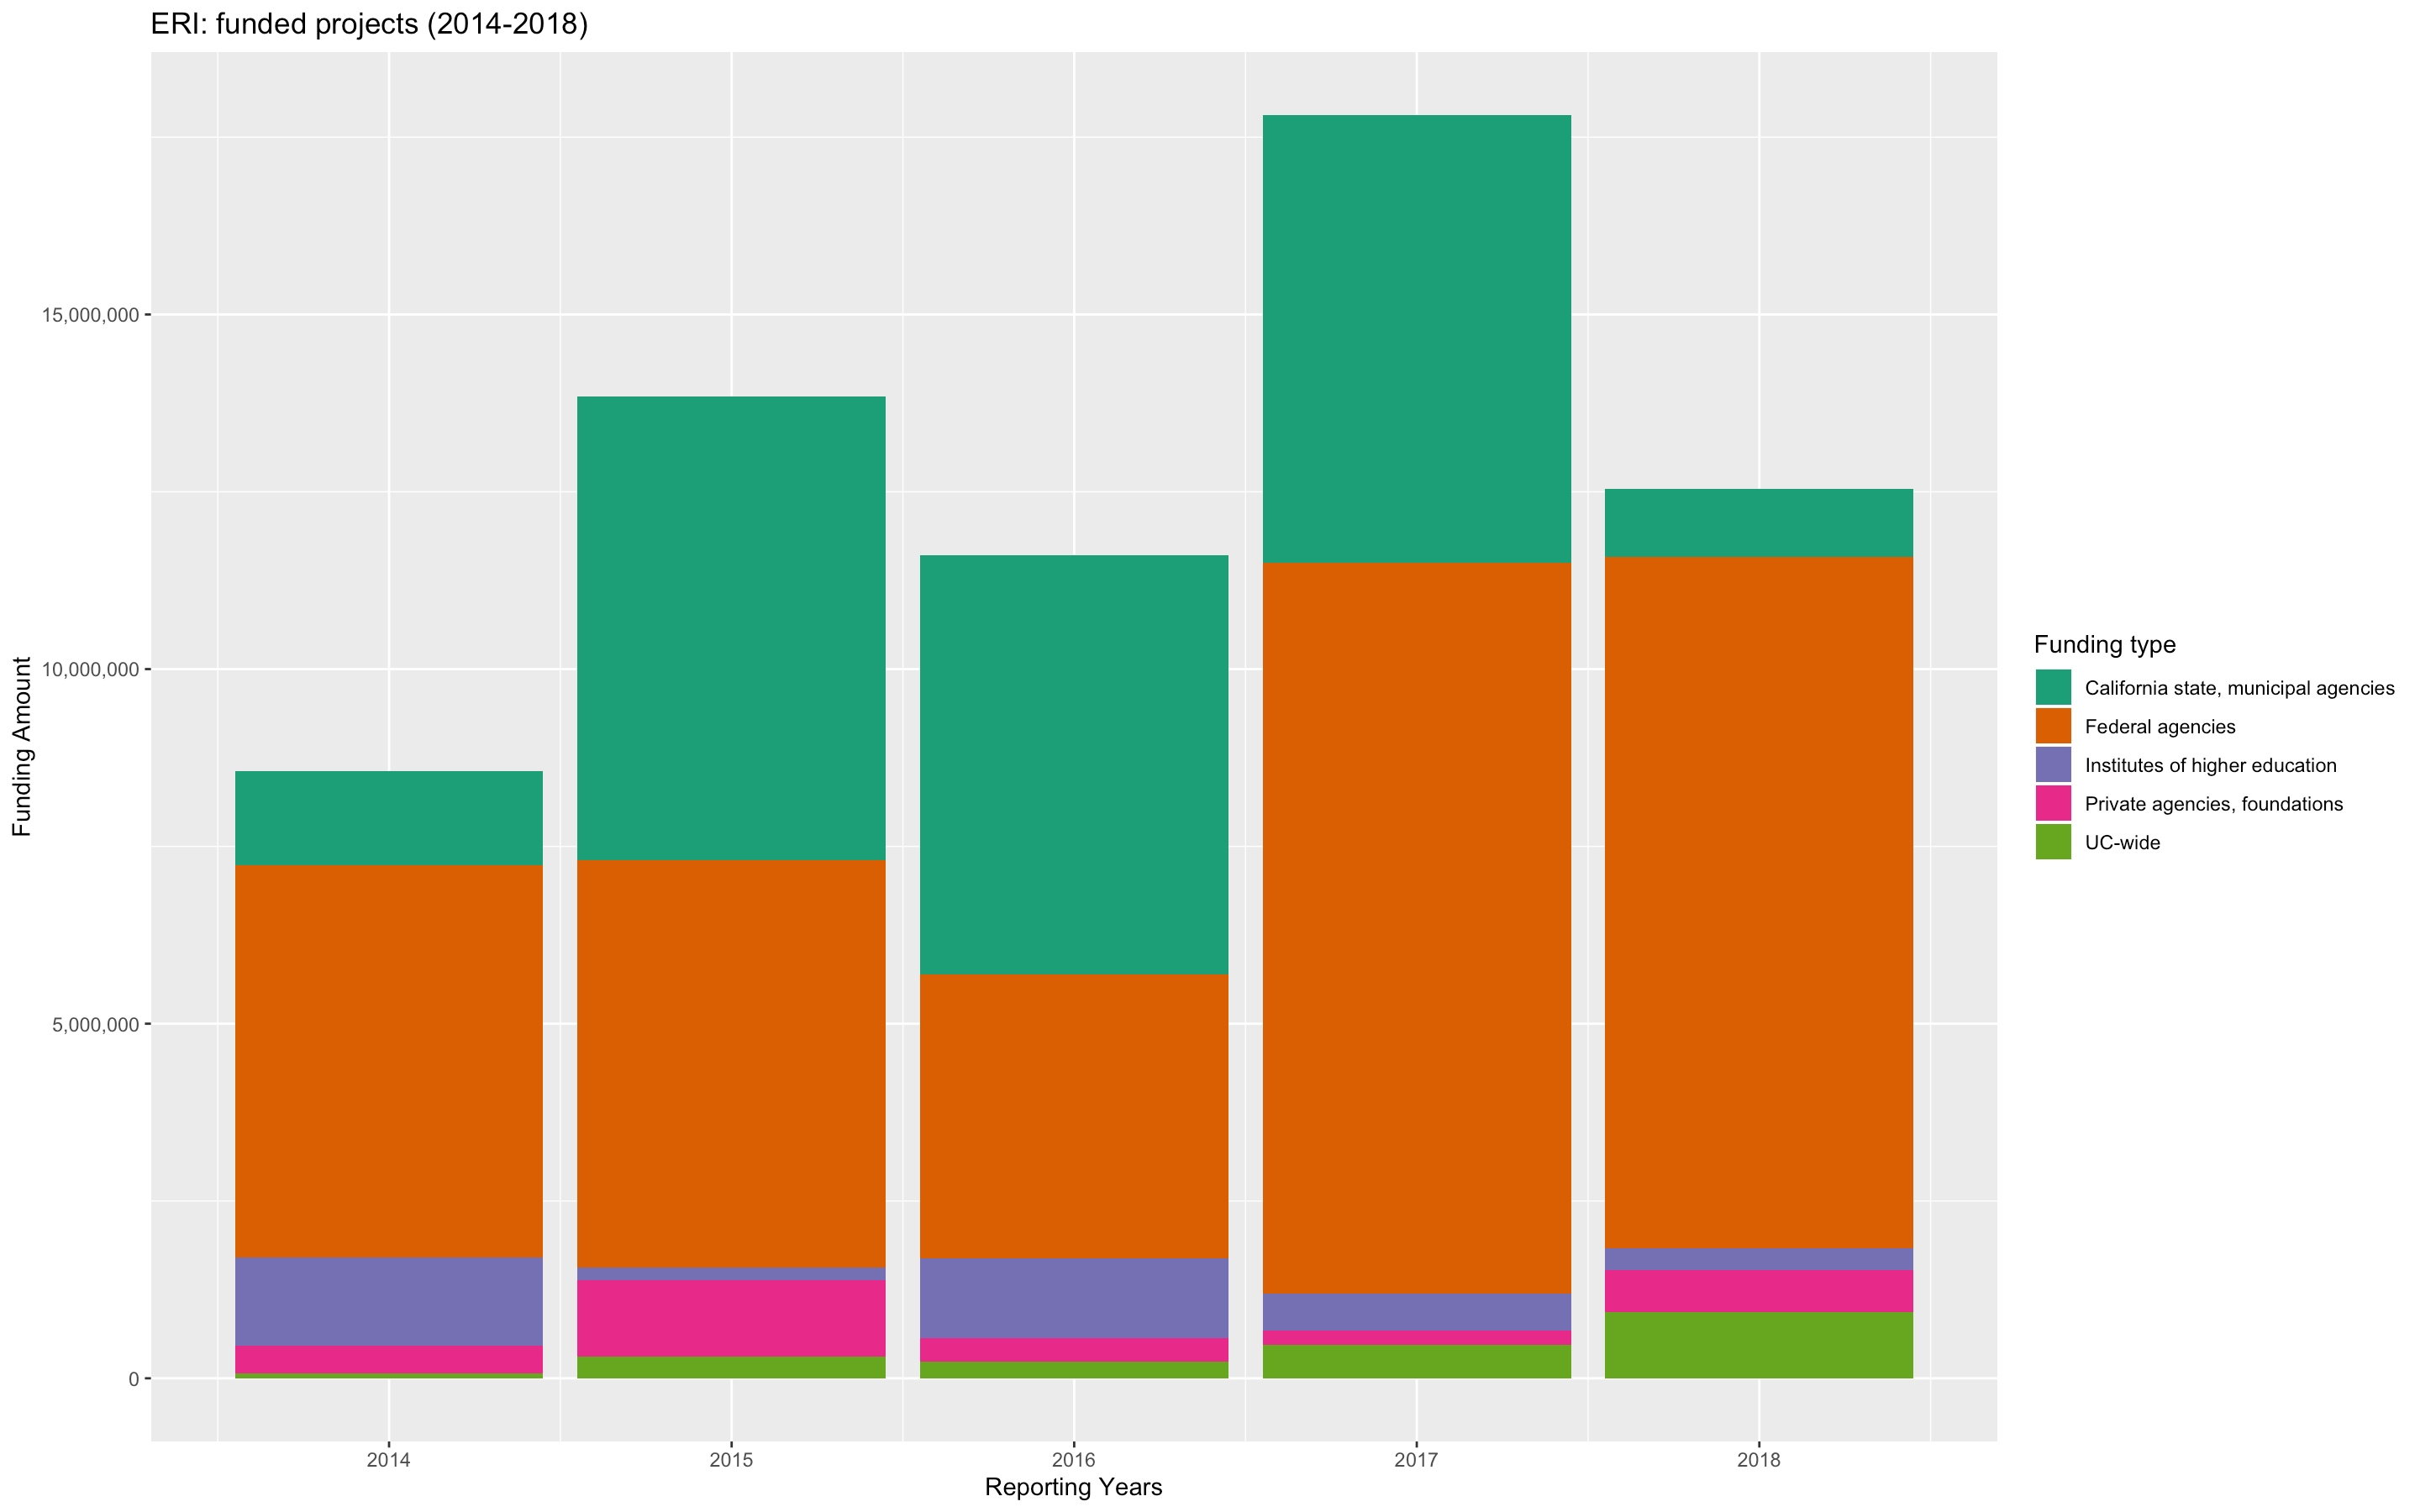 ERI: funded projects (2014-2018)
Funding Amount
15,000,000
10,000,000
5,000,000
0
2014
2015
2016
2017
2018
Reporting Years
Funding type
California state, municipal agencies
Federal agencies
Institutes of higher education
Private agencies, foundations
UC-wide